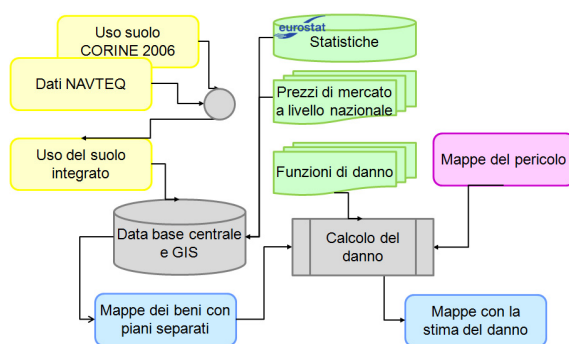 Uso suolo
CORINE 2006
Dati NAVTEQ
Uso del suolo
integrato
eurostat
Statistiche
Prezzi di mercato
a livello nazionale
Funzioni di danno
Mappe del pericolo
Data base centrale
e GIS
Calcolo del
danno
Mappe dei beni con
piani separati
Mappe con la
stima del danno